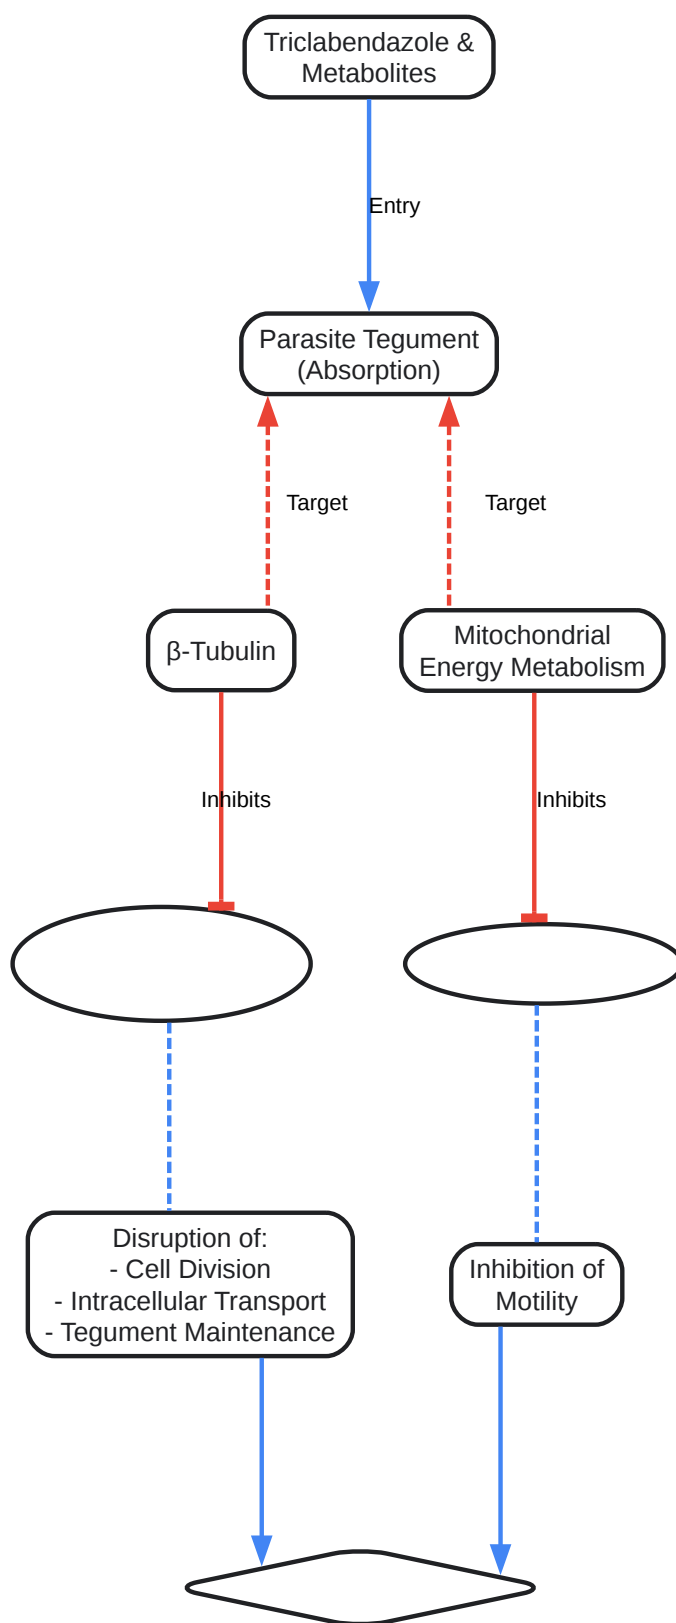 Triclabendazole &
Metabolites
Entry
Parasite Tegument
(Absorption)
Target
Target
β-Tubulin
Mitochondrial
Energy Metabolism
Inhibits
Inhibits
Disruption of:
- Cell Division
- Intracellular Transport
- Tegument Maintenance
Inhibition of
Motility